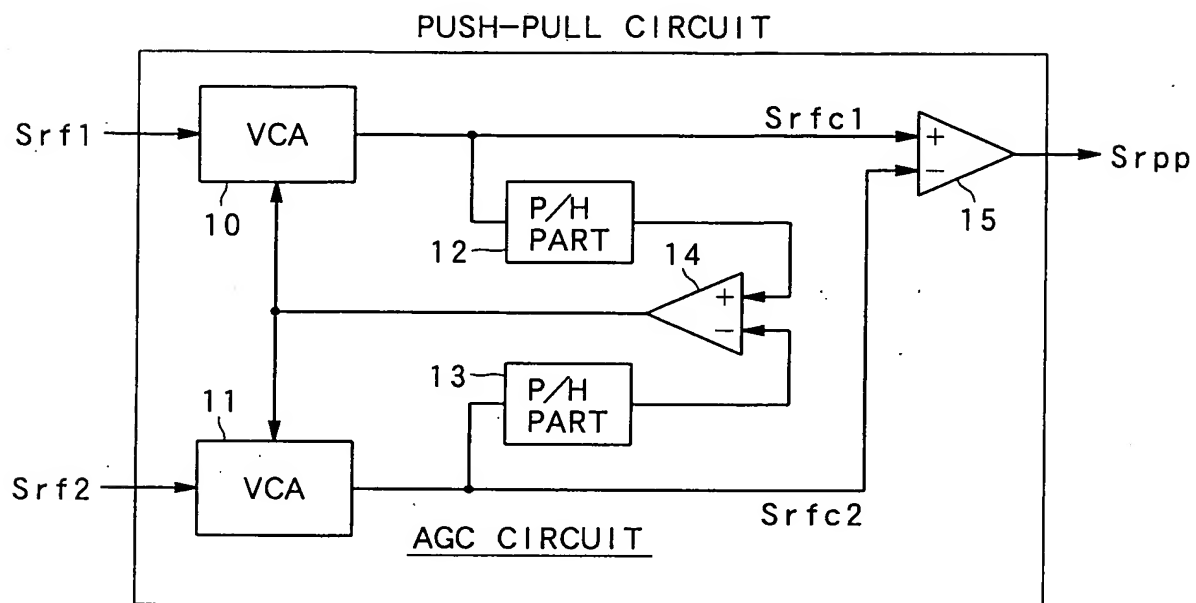 PUSH-PULL CIRCUIT
Srf1
VCA
10
Srfc1
+
-
15
Srpp
P/H
PART
12
14
+
-
13
P/H
PART
11
Srf2
VCA
Srfc2
AGC CIRCUIT